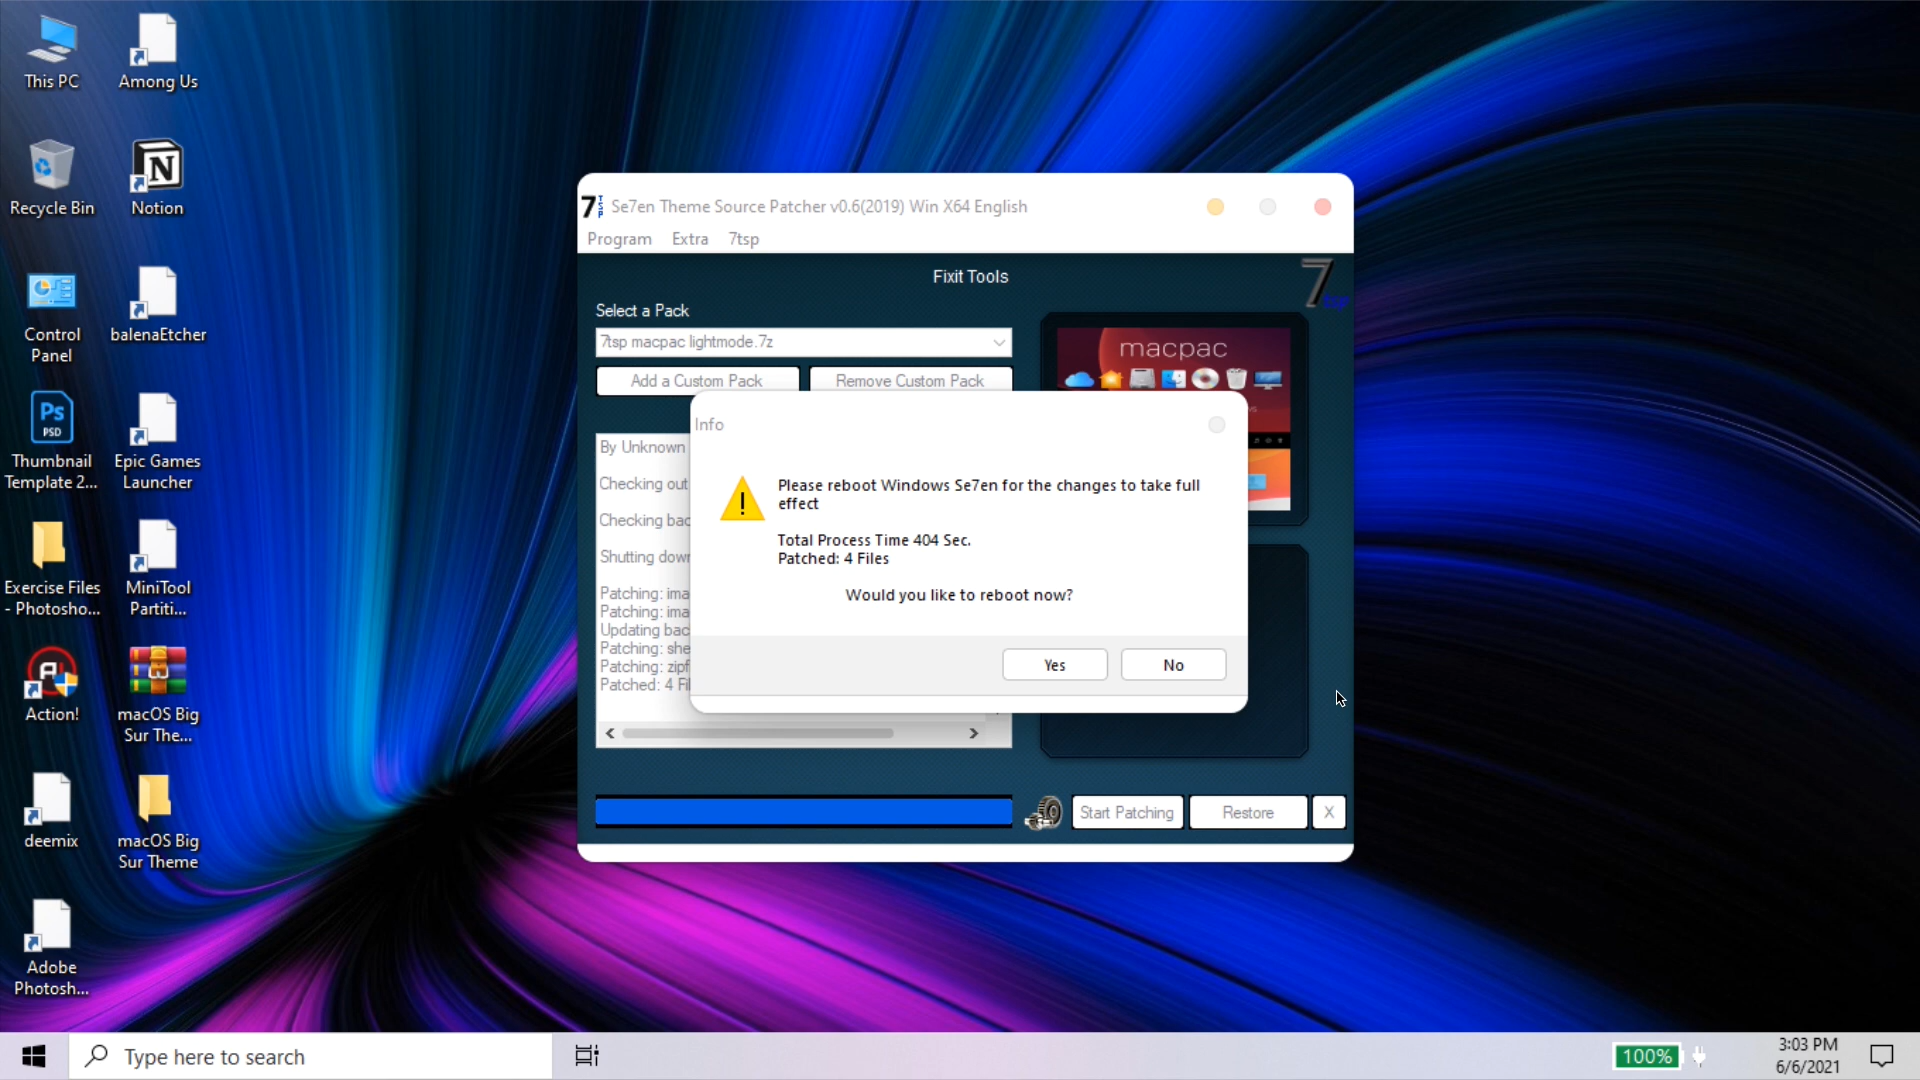 This PC
Among Us
Recycle Bin
Notion
Control
Panel
balenaEtcher
Ps
PSD
Thumbnail
Template 2...
Epic Games
Launcher
Exercise Files
- Photosho...
MiniTool
Partiti...
Action!
macOS Big
Sur The...
deemix
macOS Big
Sur Theme
Adobe
Photosh...
7 TSP Se7en Theme Source Patcher v0.6(2019) Win X64 English
Program Extra 7tsp
Fixit Tools
Select a Pack
7tsp macpac lightmode.7z
Add a Custom Pack Remove Custom Pack
macpac
By Unknown
Checking out
Checking bac
Shutting down
Patching: ima
Patching: ima
Updating bac
Patching: she
Patching: zipf
Patched: 4 Fil
Info
Please reboot Windows Se7en for the changes to take full
effect
Total Process Time 404 Sec.
Patched: 4 Files
Would you like to reboot now?
Yes No
Start Patching Restore X
Type here to search
100%
3:03 PM
6/6/2021